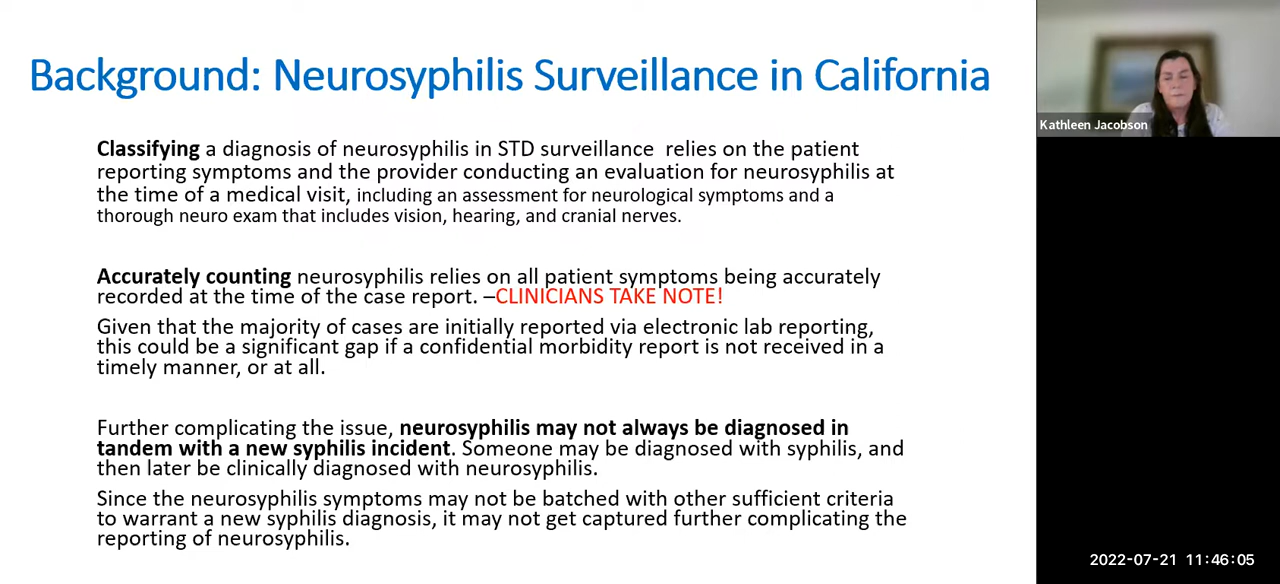 Background: Neurosyphilis Surveillance in California
Classifying a diagnosis of neurosyphilis in STD surveillance relies on the patient
reporting symptoms and the provider conducting an evaluation for neurosyphilis at
the time of a medical visit, including an assessment for neurological symptoms and a
thorough neuro exam that includes vision, hearing, and cranial nerves.
Accurately counting neurosyphilis relies on all patient symptoms being accurately
recorded at the time of the case report. –CLINICIANS TAKE NOTE!
Given that the majority of cases are initially reported via electronic lab reporting,
this could be a significant gap if a confidential morbidity report is not received in a
timely manner, or at all.
Further complicating the issue, neurosyphilis may not always be diagnosed in
tandem with a new syphilis incident. Someone may be diagnosed with syphilis, and
then later be clinically diagnosed with neurosyphilis.
Since the neurosyphilis symptoms may not be batched with other sufficient criteria
to warrant a new syphilis diagnosis, it may not get captured further complicating the
reporting of neurosyphilis.
Kathleen Jacobson
2022-07-21 11:46:05